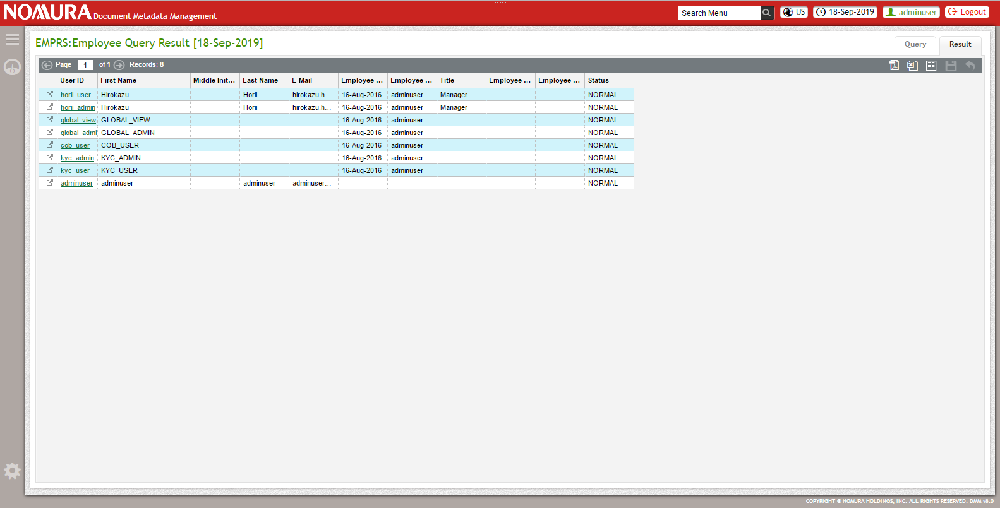 NOMURA Document Metadata Management Search Menu US 18-Sep-2019 adminuser Logout
EMPRS:Employee Query Result [18-Sep-2019] Query Result
Page 1 of 1 Records: 8
User ID First Name Middle Init... Last Name E-Mail Employee ... Employee ... Title Employee ... Employee ... Status
horii_user Hirokazu Horii hirokazu.h... 16-Aug-2016 adminuser Manager NORMAL
horii_admin Hirokazu Horii hirokazu.h... 16-Aug-2016 adminuser Manager NORMAL
global_view GLOBAL_VIEW 16-Aug-2016 adminuser NORMAL
global_admi GLOBAL_ADMIN 16-Aug-2016 adminuser NORMAL
cob_user COB_USER 16-Aug-2016 adminuser NORMAL
kyc_admin KYC_ADMIN 16-Aug-2016 adminuser NORMAL
kyc_user KYC_USER 16-Aug-2016 adminuser NORMAL
adminuser adminuser adminuser adminuser... NORMAL
COPYRIGHT © NOMURA HOLDINGS, INC. ALL RIGHTS RESERVED. DMM v8.0